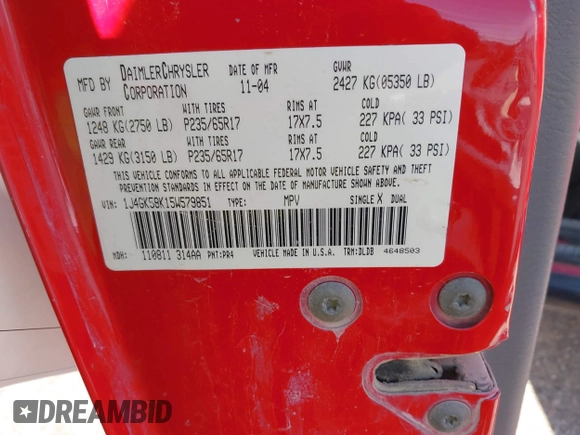 MFD BY DAIMLERCHRYSLER CORPORATION DATE OF MFR 11-04 GVWR 2427 KG(05350 LB)
GAWR FRONT WITH TIRES RIMS AT COLD
1248 KG(2750 LB) P235/65R17 17X7.5 227 KPA( 33 PSI)
GAWR REAR WITH TIRES RIMS AT COLD
1429 KG(3150 LB) P235/65R17 17X7.5 227 KPA( 33 PSI)
THIS VEHICLE CONFORMS TO ALL APPLICABLE FEDERAL MOTOR VEHICLE SAFETY AND THEFT
PREVENTION STANDARDS IN EFFECT ON THE DATE OF MANUFACTURE SHOWN ABOVE.
VIN: 1J4GK58K15W579851 TYPE: MPV SINGLE X DUAL
MDH: 110811 314AA PNT:PR4 VEHICLE MADE IN U.S.A. TRM:DLDB 4648503
DREAMBID